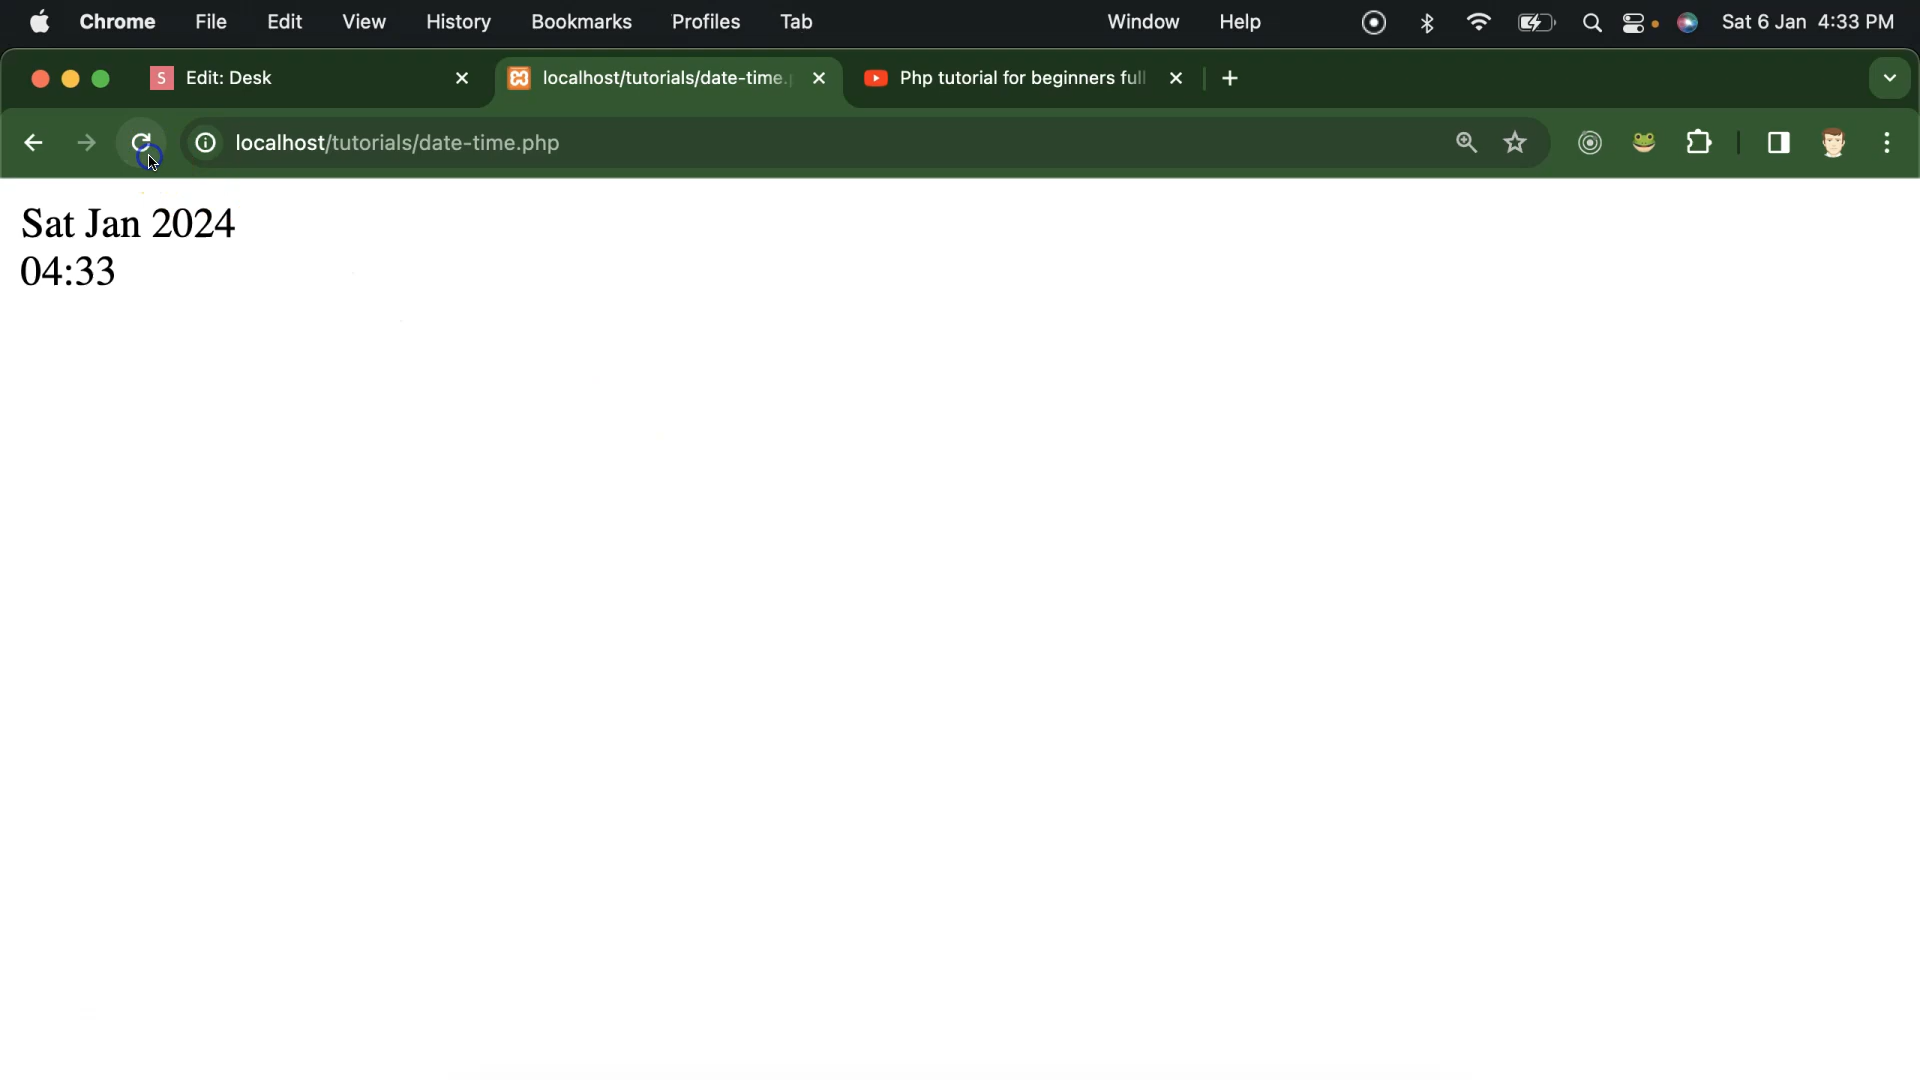 Chrome File Edit View History Bookmarks Profiles Tab Window Help Sat 6 Jan 4:33 PM
S Edit: Desk localhost/tutorials/date-time. Php tutorial for beginners full
localhost/tutorials/date-time.php
Sat Jan 2024
04:33